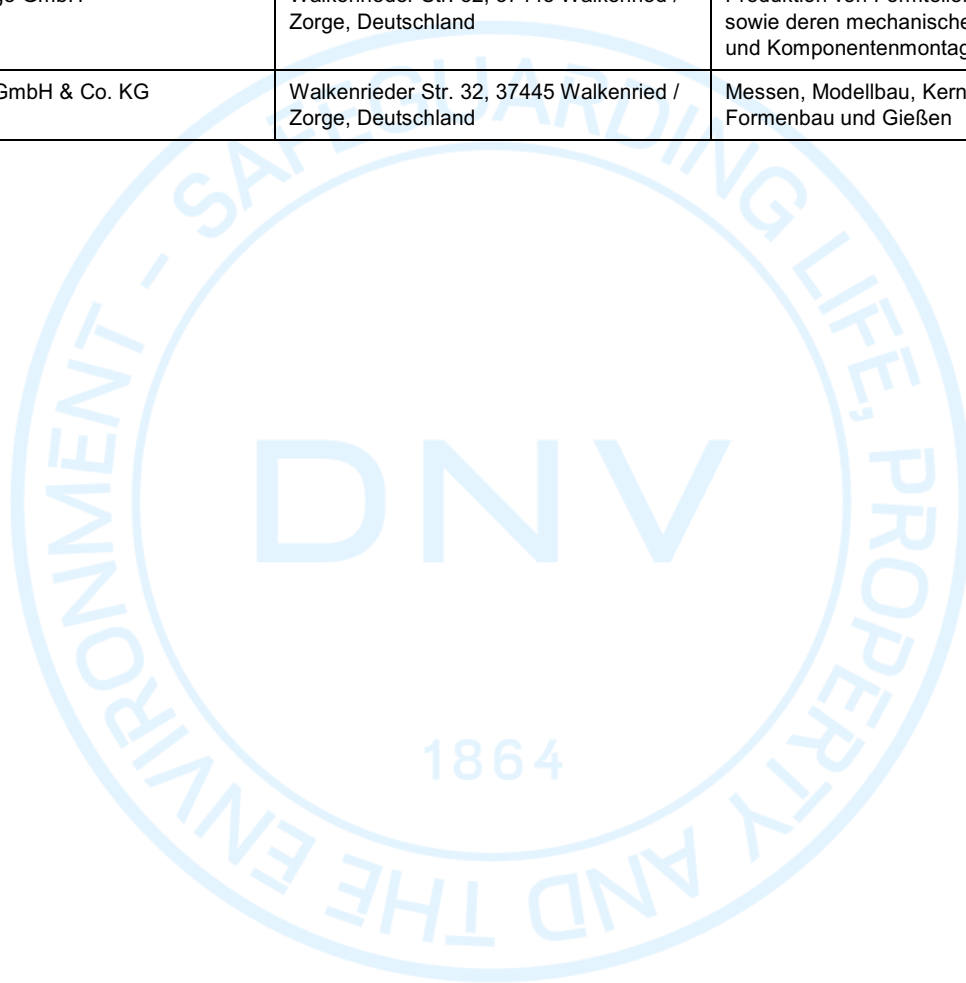 GmbH
Zorge, Deutschland
sowie deren mechanische
und Komponentenmontag
GmbH & Co. KG
Walkenrieder Str. 32, 37445 Walkenried /
Zorge, Deutschland
Messen, Modellbau, Kern
Formenbau und Gießen
SAFEGUARDING LIFE, PROPERTY AND THE ENVIRONMENT -
DNV
1864